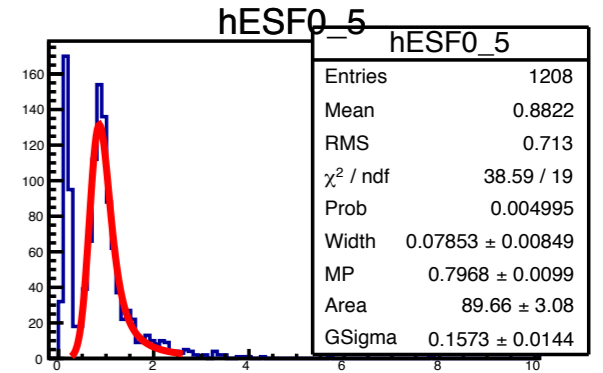 hESF0_5
hESF0_5
Entries 1208
Mean 0.8822
RMS 0.713
χ² / ndf 38.59 / 19
Prob 0.004995
Width 0.07853 ± 0.00849
MP 0.7968 ± 0.0099
Area 89.66 ± 3.08
GSigma 0.1573 ± 0.0144
160
140
120
100
80
60
40
20
0
0 2 4 6 8 10